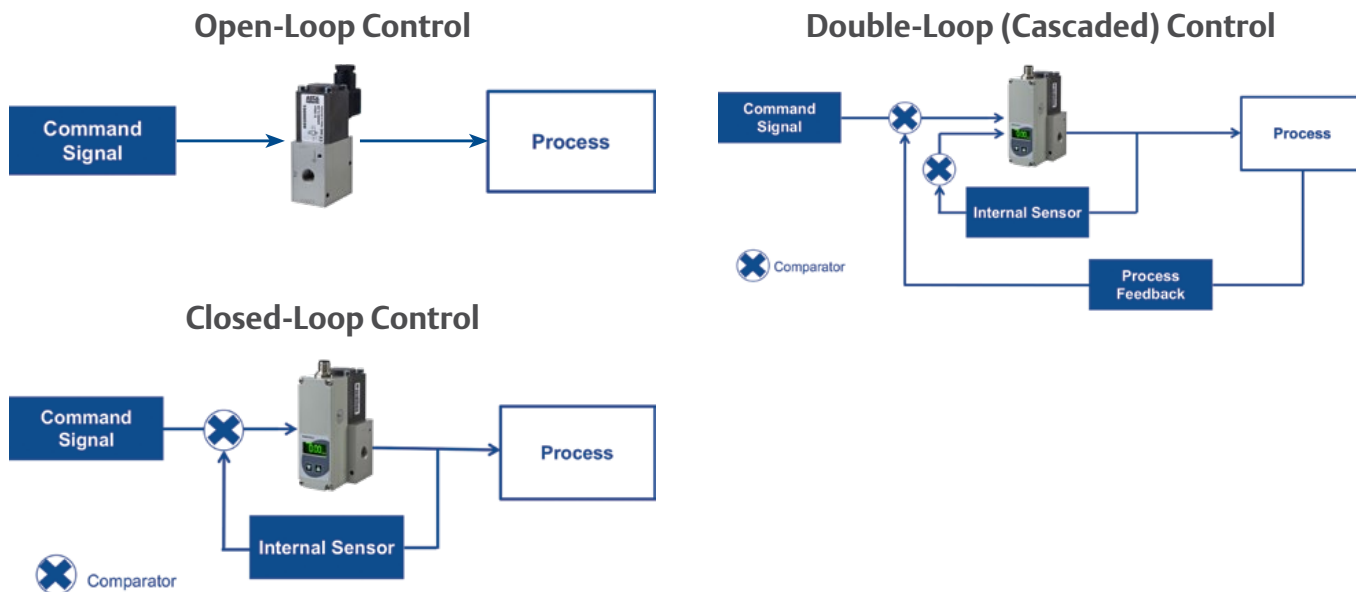 Open-Loop Control
Command
Signal
Process
Double-Loop (Cascaded) Control
Command
Signal
Process
Internal Sensor
Comparator
Process
Feedback
Closed-Loop Control
Command
Signal
Process
Internal Sensor
Comparator